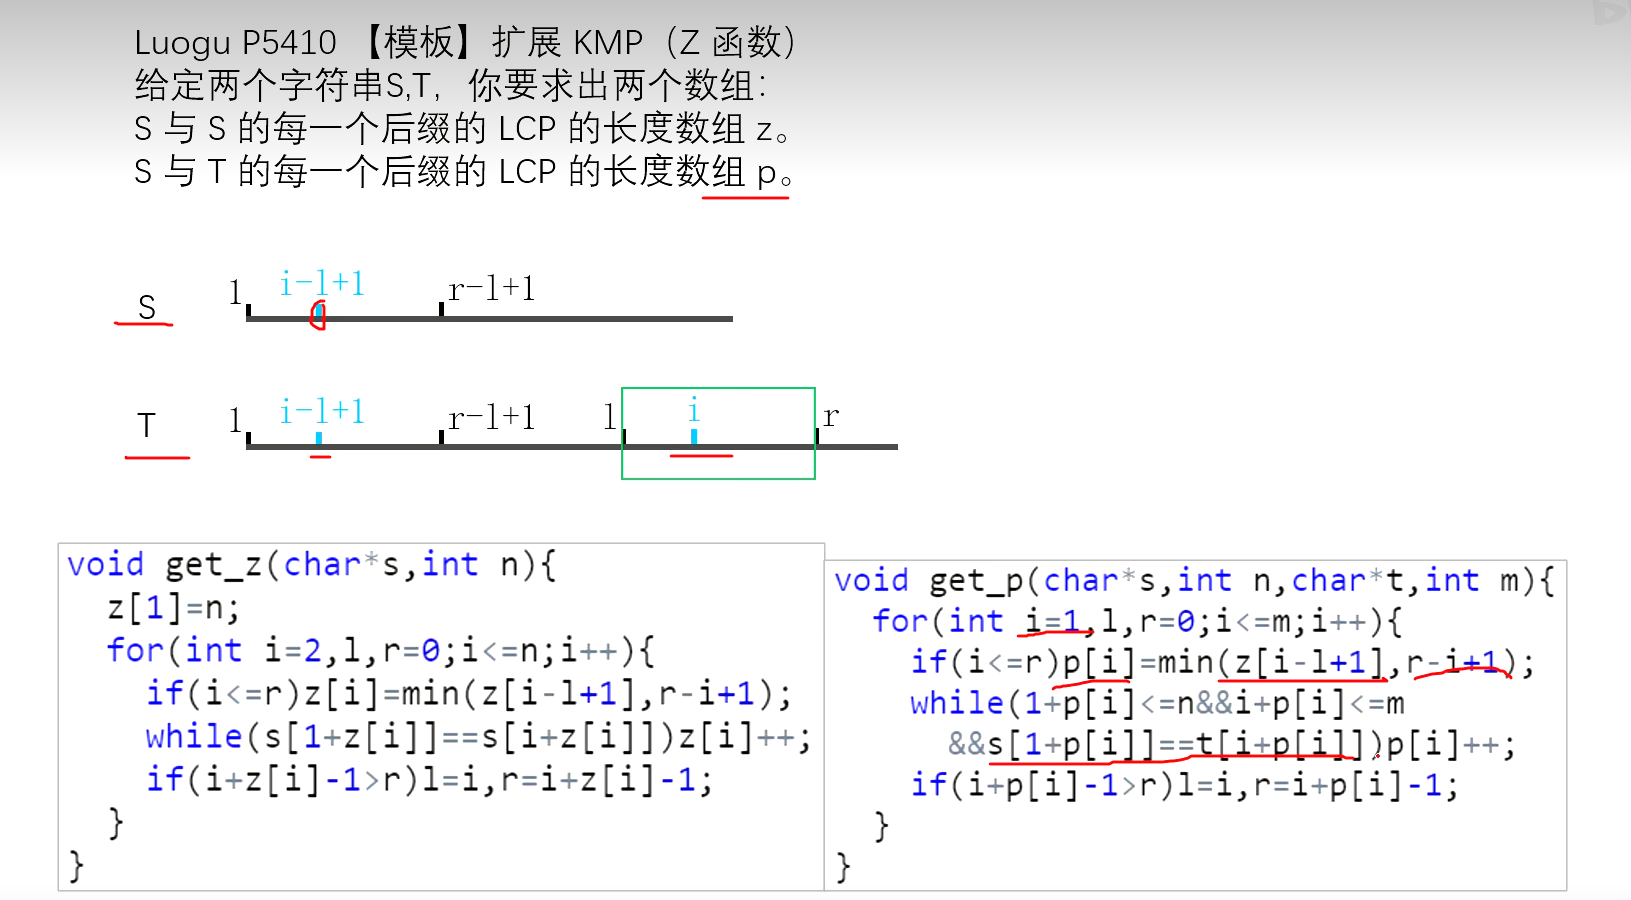 Luogu P5410 【模板】扩展 KMP（Z 函数）
给定两个字符串S,T，你要求出两个数组：
S 与 S 的每一个后缀的 LCP 的长度数组 z。
S 与 T 的每一个后缀的 LCP 的长度数组 p。
S 1 i-l+1 r-l+1
T 1 i-l+1 r-l+1 l i r
void get_z(char*s,int n){
z[1]=n;
for(int i=2,l,r=0;i<=n;i++){
if(i<=r)z[i]=min(z[i-l+1],r-i+1);
while(s[1+z[i]]==s[i+z[i]])z[i]++;
if(i+z[i]-1>r)l=i,r=i+z[i]-1;
}
}
void get_p(char*s,int n,char*t,int m){
for(int i=1,l,r=0;i<=m;i++){
if(i<=r)p[i]=min(z[i-l+1],r-i+1);
while(1+p[i]<=n&&i+p[i]<=m
&&s[1+p[i]]==t[i+p[i]])p[i]++;
if(i+p[i]-1>r)l=i,r=i+p[i]-1;
}
}